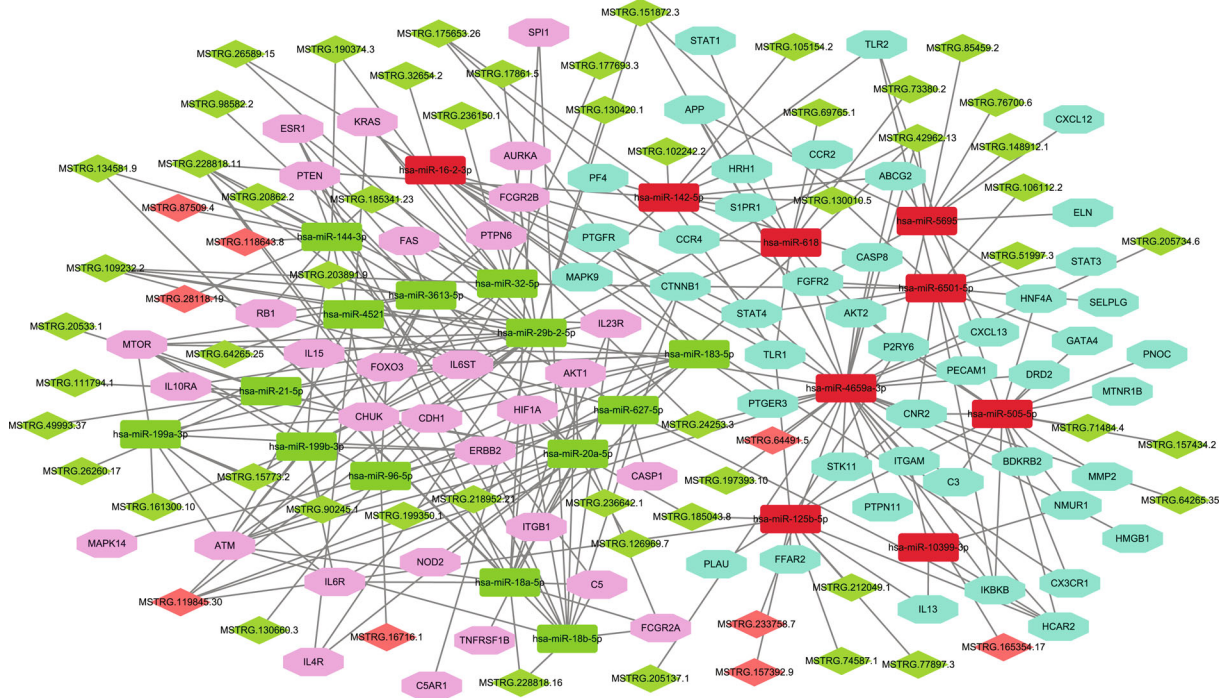 MSTRG.151872.3
MSTRG.26589.15
MSTRG.190374.3
MSTRG.175653.26
SPI1
STAT1
MSTRG.105154.2
TLR2
MSTRG.85459.2
MSTRG.32654.2
MSTRG.17861.5
MSTRG.177693.3
MSTRG.98582.2
MSTRG.236150.1
MSTRG.130420.1
APP
MSTRG.69765.1
MSTRG.73380.2
MSTRG.76700.6
CXCL12
ESR1
KRAS
AURKA
MSTRG.102242.2
CCR2
MSTRG.42962.13
MSTRG.148912.1
MSTRG.134581.9
MSTRG.228818.11
PTEN
hsa-miR-16-2-3p
PF4
HRH1
ABCG2
MSTRG.87509.4
MSTRG.20862.2
MSTRG.185341.23
FCGR2B
hsa-miR-142-5p
S1PR1
MSTRG.130010.5
MSTRG.106112.2
MSTRG.118643.8
hsa-miR-144-3p
FAS
PTPN6
PTGFR
CCR4
hsa-miR-618
hsa-miR-5695
ELN
MSTRG.109232.2
MSTRG.203891.9
hsa-miR-32-5p
MAPK9
CTNNB1
CASP8
MSTRG.51997.3
STAT3
MSTRG.205734.6
MSTRG.28118.19
hsa-miR-3613-5p
FGFR2
hsa-miR-6501-5p
HNF4A
SELPLG
RB1
hsa-miR-4521
hsa-miR-29b-2-5p
IL23R
STAT4
AKT2
CXCL13
MSTRG.20533.1
MTOR
MSTRG.64265.25
IL15
IL6ST
hsa-miR-183-5p
TLR1
P2RY6
GATA4
PNOC
MSTRG.111794.1
IL10RA
hsa-miR-21-5p
FOXO3
AKT1
PECAM1
DRD2
hsa-miR-4659a-3p
MTNR1B
MSTRG.49993.37
hsa-miR-199a-3p
CHUK
CDH1
HIF1A
hsa-miR-627-5p
MSTRG.24253.3
PTGER3
CNR2
hsa-miR-505-5p
MSTRG.71484.4
MSTRG.157434.2
MSTRG.26260.17
hsa-miR-199b-3p
ERBB2
hsa-miR-20a-5p
MSTRG.64491.5
MSTRG.15773.2
hsa-miR-96-5p
CASP1
MSTRG.197393.10
STK11
ITGAM
BDKRB2
MMP2
MSTRG.161300.10
MSTRG.90245.1
MSTRG.218952.21
MSTRG.236642.1
C3
MSTRG.64265.35
MAPK14
MSTRG.199350.1
ITGB1
MSTRG.185043.8
hsa-miR-125b-5p
PTPN11
NMUR1
ATM
MSTRG.126969.7
HMGB1
NOD2
PLAU
FFAR2
hsa-miR-10399-3p
IL6R
hsa-miR-18a-5p
C5
MSTRG.212049.1
IKBKB
CX3CR1
MSTRG.119845.30
IL13
MSTRG.130660.3
MSTRG.16716.1
TNFRSF1B
hsa-miR-18b-5p
FCGR2A
MSTRG.233758.7
HCAR2
IL4R
MSTRG.165354.17
C5AR1
MSTRG.228818.16
MSTRG.205137.1
MSTRG.157392.9
MSTRG.74587.1
MSTRG.77897.3